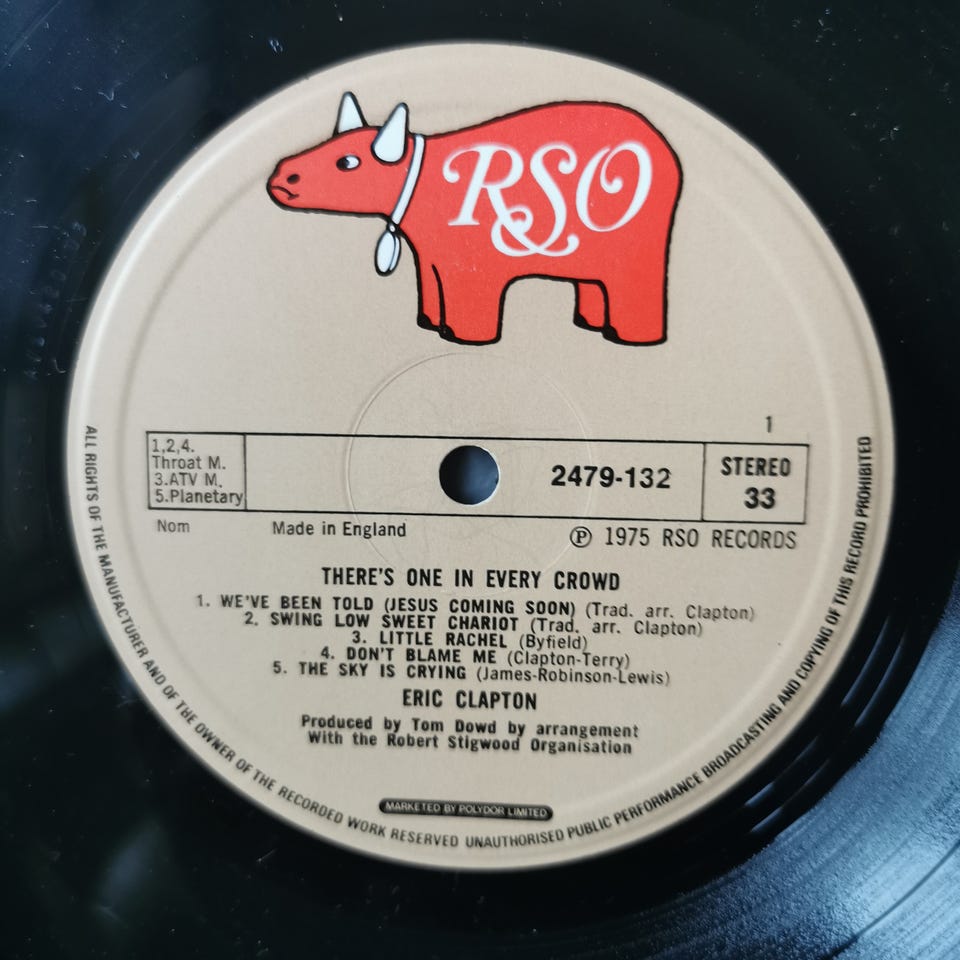 RSO
1
1,2,4.
Throat M.
3.ATV M.
5.Planetary
2479-132
STEREO
33
Nom
Made in England
℗ 1975 RSO RECORDS
THERE'S ONE IN EVERY CROWD
1. WE'VE BEEN TOLD (JESUS COMING SOON) (Trad. arr. Clapton)
2. SWING LOW SWEET CHARIOT (Trad. arr. Clapton)
3. LITTLE RACHEL (Byfield)
4. DON'T BLAME ME (Clapton-Terry)
5. THE SKY IS CRYING (James-Robinson-Lewis)
ERIC CLAPTON
Produced by Tom Dowd by arrangement
With the Robert Stigwood Organisation
MARKETED BY POLYDOR LIMITED
ALL RIGHTS OF THE MANUFACTURER AND OF THE OWNER OF THE RECORDED WORK RESERVED UNAUTHORISED PUBLIC PERFORMANCE BROADCASTING AND COPYING OF THIS RECORD PROHIBITED